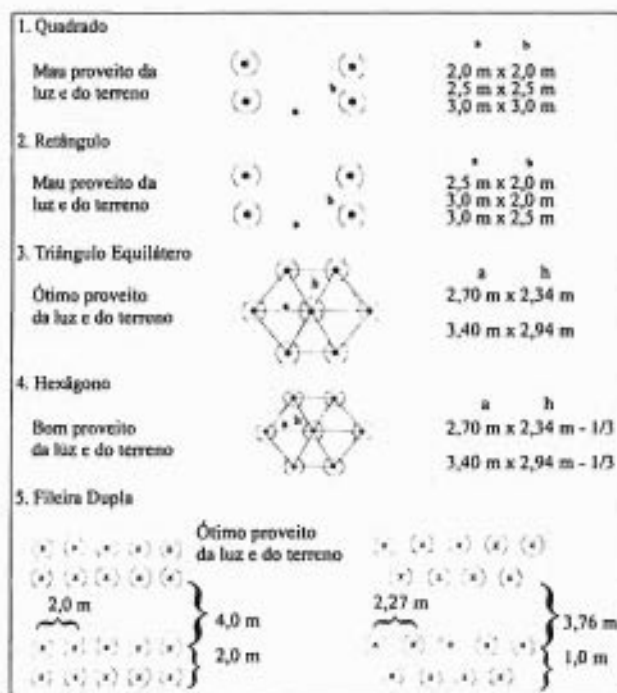 1. Quadrado
Mau proveito da
luz e do terreno
a b
2,0 m x 2,0 m
2,5 m x 2,5 m
3,0 m x 3,0 m
b
a
2. Retângulo
Mau proveito da
luz e do terreno
a b
2,5 m x 2,0 m
3,0 m x 2,0 m
3,0 m x 2,5 m
b
a
3. Triângulo Equilátero
Ótimo proveito
da luz e do terreno
h
a
a h
2,70 m x 2,34 m
3,40 m x 2,94 m
4. Hexágono
Bom proveito
da luz e do terreno
a h
a h
2,70 m x 2,34 m - 1/3
3,40 m x 2,94 m - 1/3
5. Fileira Dupla
Ótimo proveito
da luz e do terreno
2,0 m
4,0 m
2,0 m
2,27 m
3,76 m
1,0 m